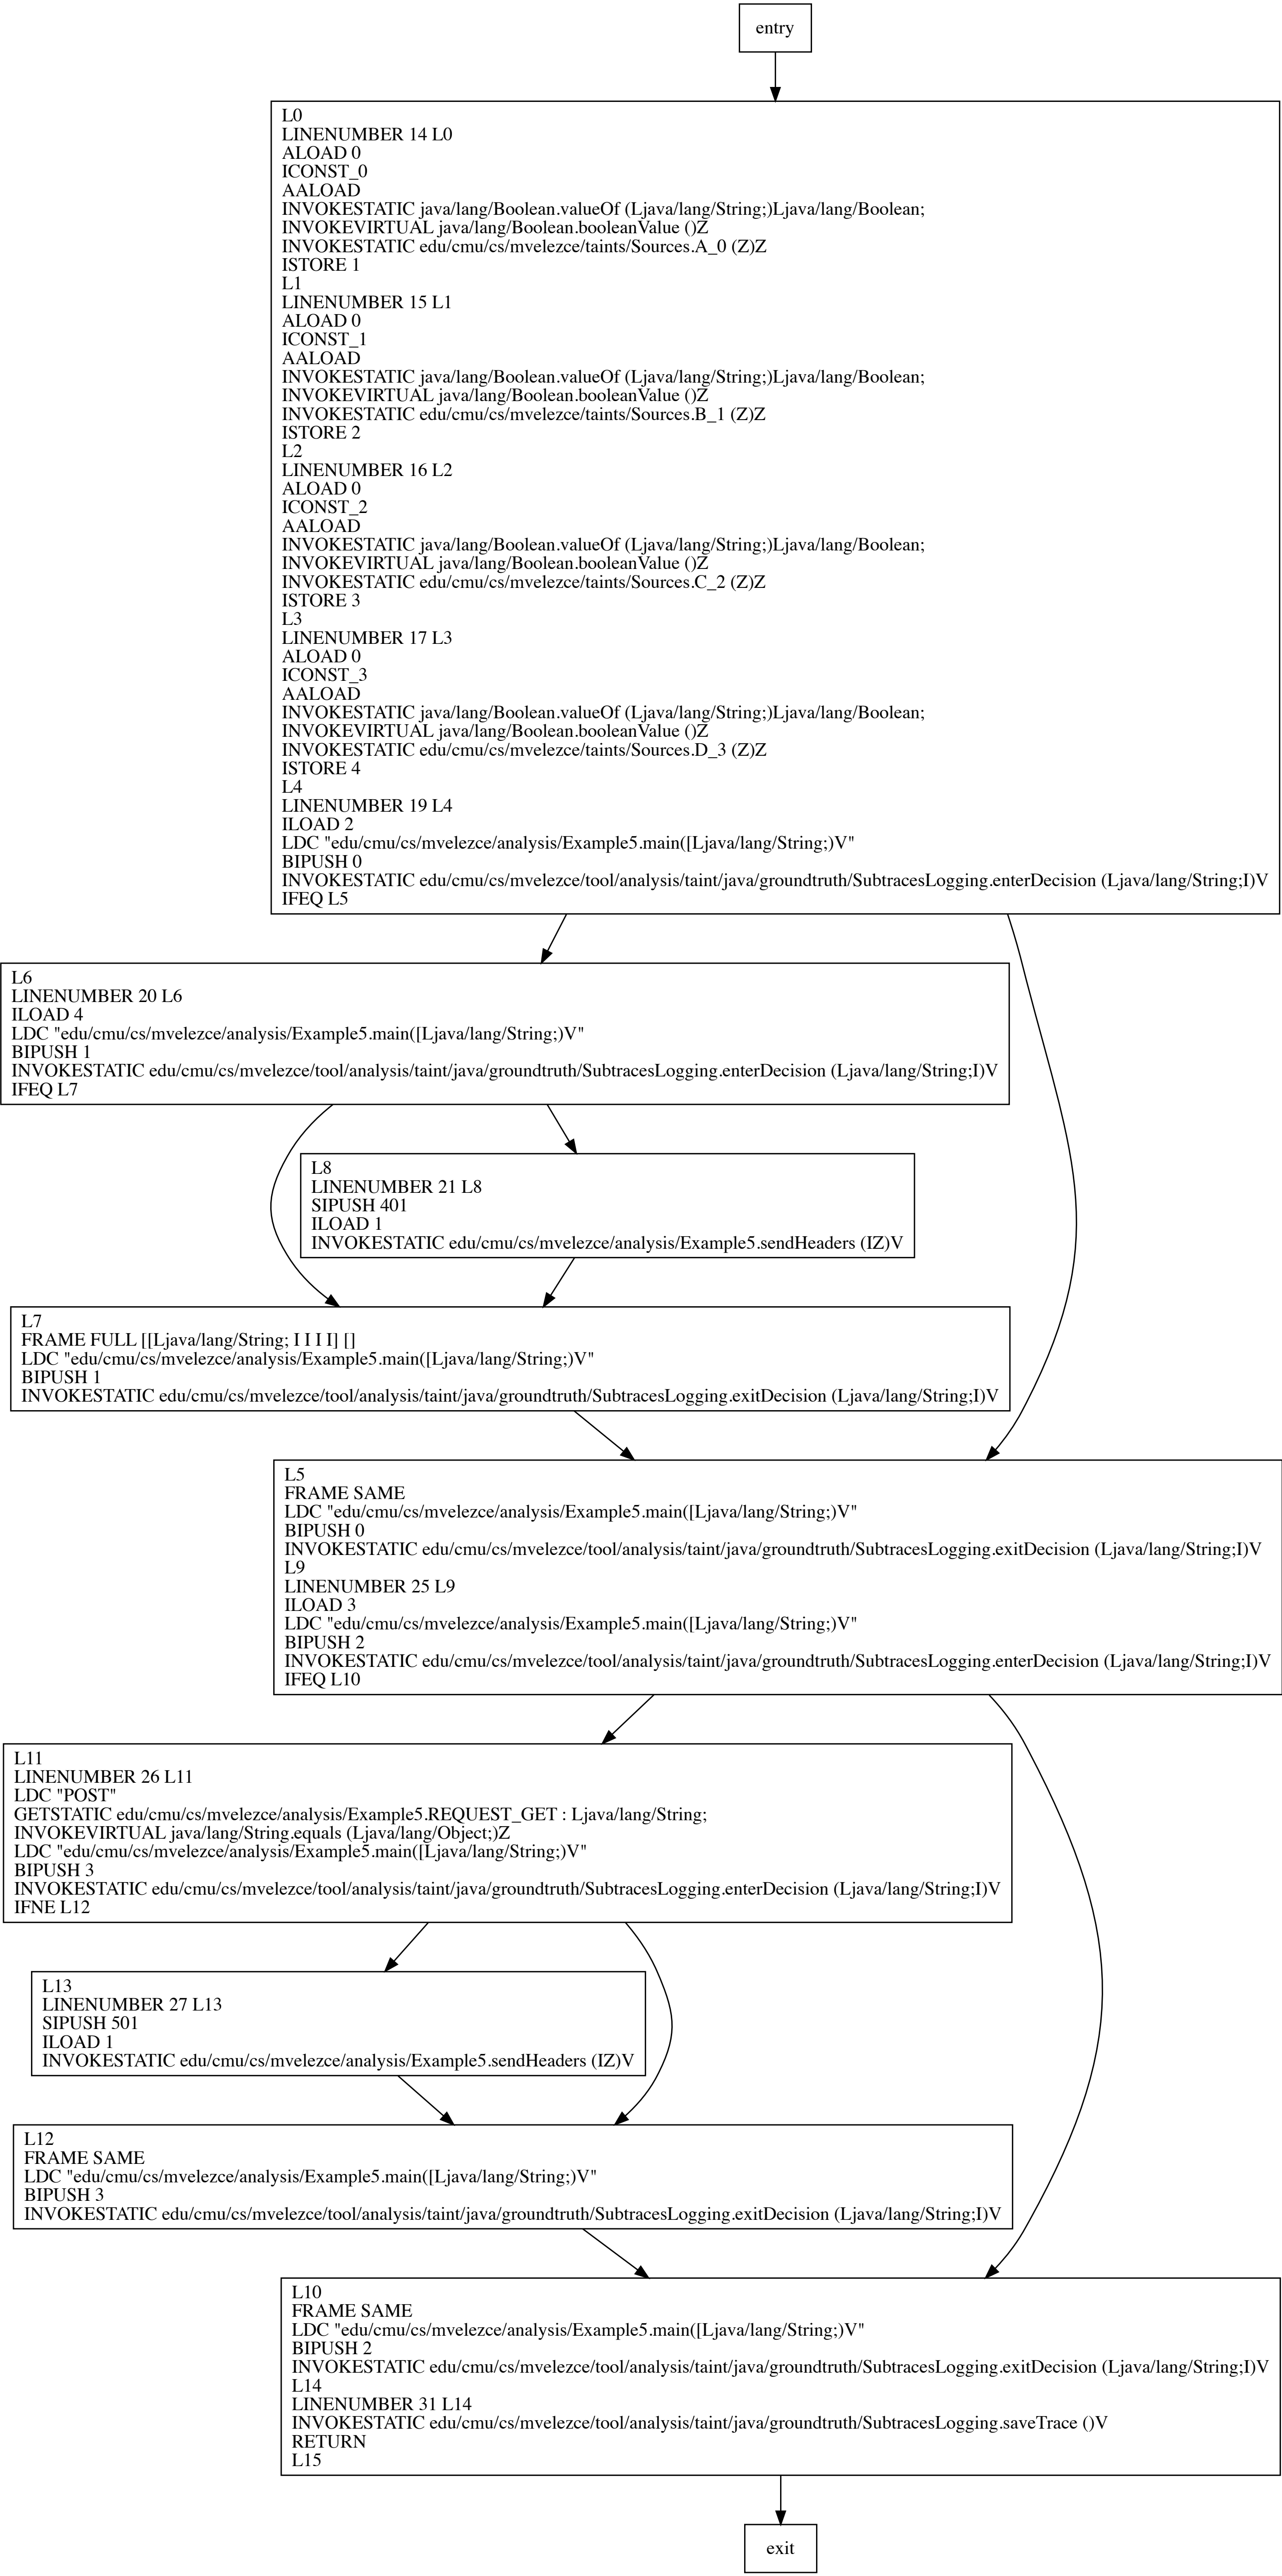 entry
L0
LINENUMBER 14 L0
ALOAD 0
ICONST_0
AALOAD
INVOKESTATIC java/lang/Boolean.valueOf (Ljava/lang/String;)Ljava/lang/Boolean;
INVOKEVIRTUAL java/lang/Boolean.booleanValue ()Z
INVOKESTATIC edu/cmu/cs/mvelezce/taints/Sources.A_0 (Z)Z
ISTORE 1
L1
LINENUMBER 15 L1
ALOAD 0
ICONST_1
AALOAD
INVOKESTATIC java/lang/Boolean.valueOf (Ljava/lang/String;)Ljava/lang/Boolean;
INVOKEVIRTUAL java/lang/Boolean.booleanValue ()Z
INVOKESTATIC edu/cmu/cs/mvelezce/taints/Sources.B_1 (Z)Z
ISTORE 2
L2
LINENUMBER 16 L2
ALOAD 0
ICONST_2
AALOAD
INVOKESTATIC java/lang/Boolean.valueOf (Ljava/lang/String;)Ljava/lang/Boolean;
INVOKEVIRTUAL java/lang/Boolean.booleanValue ()Z
INVOKESTATIC edu/cmu/cs/mvelezce/taints/Sources.C_2 (Z)Z
ISTORE 3
L3
LINENUMBER 17 L3
ALOAD 0
ICONST_3
AALOAD
INVOKESTATIC java/lang/Boolean.valueOf (Ljava/lang/String;)Ljava/lang/Boolean;
INVOKEVIRTUAL java/lang/Boolean.booleanValue ()Z
INVOKESTATIC edu/cmu/cs/mvelezce/taints/Sources.D_3 (Z)Z
ISTORE 4
L4
LINENUMBER 19 L4
ILOAD 2
LDC "edu/cmu/cs/mvelezce/analysis/Example5.main([Ljava/lang/String;)V"
BIPUSH 0
INVOKESTATIC edu/cmu/cs/mvelezce/tool/analysis/taint/java/groundtruth/SubtracesLogging.enterDecision (Ljava/lang/String;I)V
IFEQ L5
L6
LINENUMBER 20 L6
ILOAD 4
LDC "edu/cmu/cs/mvelezce/analysis/Example5.main([Ljava/lang/String;)V"
BIPUSH 1
INVOKESTATIC edu/cmu/cs/mvelezce/tool/analysis/taint/java/groundtruth/SubtracesLogging.enterDecision (Ljava/lang/String;I)V
IFEQ L7
L8
LINENUMBER 21 L8
SIPUSH 401
ILOAD 1
INVOKESTATIC edu/cmu/cs/mvelezce/analysis/Example5.sendHeaders (IZ)V
L7
FRAME FULL [[Ljava/lang/String; I I I I] []
LDC "edu/cmu/cs/mvelezce/analysis/Example5.main([Ljava/lang/String;)V"
BIPUSH 1
INVOKESTATIC edu/cmu/cs/mvelezce/tool/analysis/taint/java/groundtruth/SubtracesLogging.exitDecision (Ljava/lang/String;I)V
L5
FRAME SAME
LDC "edu/cmu/cs/mvelezce/analysis/Example5.main([Ljava/lang/String;)V"
BIPUSH 0
INVOKESTATIC edu/cmu/cs/mvelezce/tool/analysis/taint/java/groundtruth/SubtracesLogging.exitDecision (Ljava/lang/String;I)V
L9
LINENUMBER 25 L9
ILOAD 3
LDC "edu/cmu/cs/mvelezce/analysis/Example5.main([Ljava/lang/String;)V"
BIPUSH 2
INVOKESTATIC edu/cmu/cs/mvelezce/tool/analysis/taint/java/groundtruth/SubtracesLogging.enterDecision (Ljava/lang/String;I)V
IFEQ L10
L11
LINENUMBER 26 L11
LDC "POST"
GETSTATIC edu/cmu/cs/mvelezce/analysis/Example5.REQUEST_GET : Ljava/lang/String;
INVOKEVIRTUAL java/lang/String.equals (Ljava/lang/Object;)Z
LDC "edu/cmu/cs/mvelezce/analysis/Example5.main([Ljava/lang/String;)V"
BIPUSH 3
INVOKESTATIC edu/cmu/cs/mvelezce/tool/analysis/taint/java/groundtruth/SubtracesLogging.enterDecision (Ljava/lang/String;I)V
IFNE L12
L13
LINENUMBER 27 L13
SIPUSH 501
ILOAD 1
INVOKESTATIC edu/cmu/cs/mvelezce/analysis/Example5.sendHeaders (IZ)V
L12
FRAME SAME
LDC "edu/cmu/cs/mvelezce/analysis/Example5.main([Ljava/lang/String;)V"
BIPUSH 3
INVOKESTATIC edu/cmu/cs/mvelezce/tool/analysis/taint/java/groundtruth/SubtracesLogging.exitDecision (Ljava/lang/String;I)V
L10
FRAME SAME
LDC "edu/cmu/cs/mvelezce/analysis/Example5.main([Ljava/lang/String;)V"
BIPUSH 2
INVOKESTATIC edu/cmu/cs/mvelezce/tool/analysis/taint/java/groundtruth/SubtracesLogging.exitDecision (Ljava/lang/String;I)V
L14
LINENUMBER 31 L14
INVOKESTATIC edu/cmu/cs/mvelezce/tool/analysis/taint/java/groundtruth/SubtracesLogging.saveTrace ()V
RETURN
L15
exit